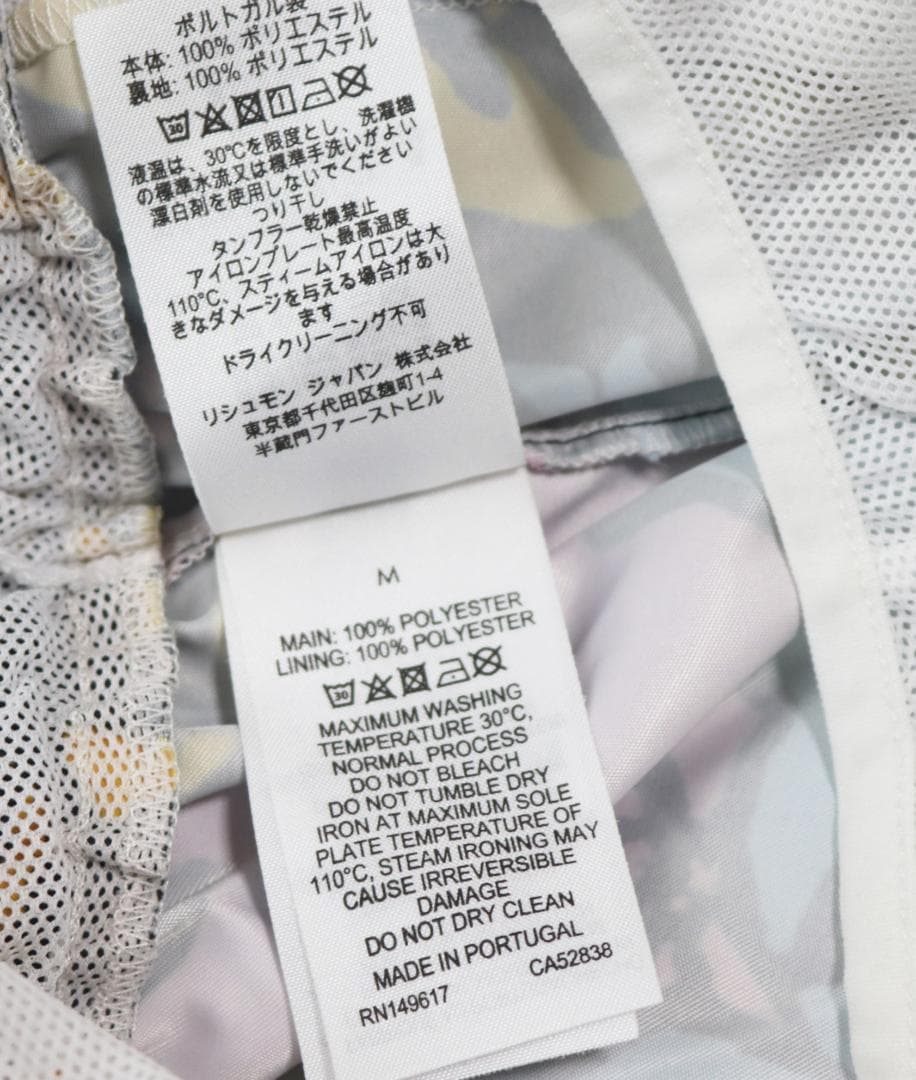 ポルトガル製
本体: 100% ポリエステル
裏地: 100% ポリエステル
30
液温は、30°Cを限度とし、洗濯機
の標準水流又は標準手洗いがよい
漂白剤を使用しないでください
つり干し
タンブラー乾燥禁止
アイロンプレート最高温度
110°C、スティームアイロンは大
きなダメージを与える場合があり
ます
ドライクリーニング不可
リシュモン ジャパン 株式会社
東京都千代田区麹町1-4
半蔵門ファーストビル
M
MAIN: 100% POLYESTER
LINING: 100% POLYESTER
30
MAXIMUM WASHING
TEMPERATURE 30°C,
NORMAL PROCESS
DO NOT BLEACH
DO NOT TUMBLE DRY
IRON AT MAXIMUM SOLE
PLATE TEMPERATURE OF
110°C, STEAM IRONING MAY
CAUSE IRREVERSIBLE
DAMAGE
DO NOT DRY CLEAN
MADE IN PORTUGAL
RN149617 CA52838